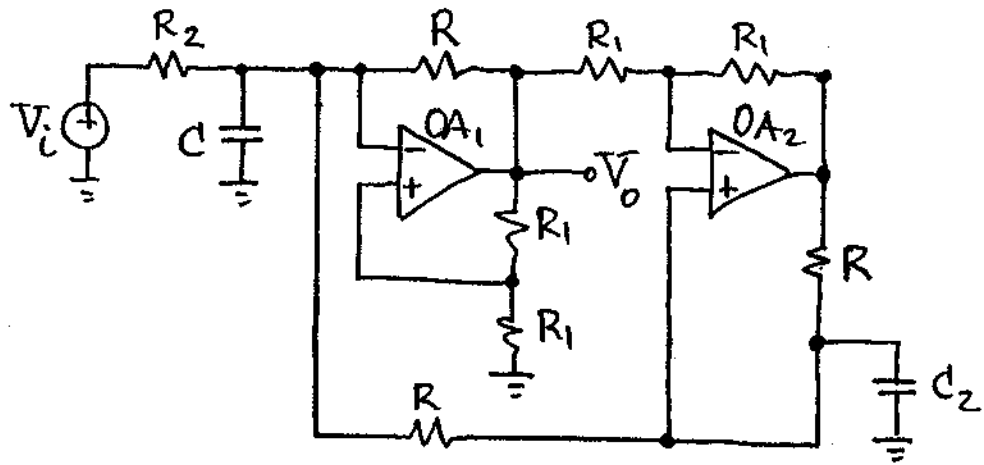 R₂
R
R₁
R₁
Vᵢ
+
C
OA₁
−
+
Vₒ
OA₂
−
+
R₁
R
R₁
R
C₂